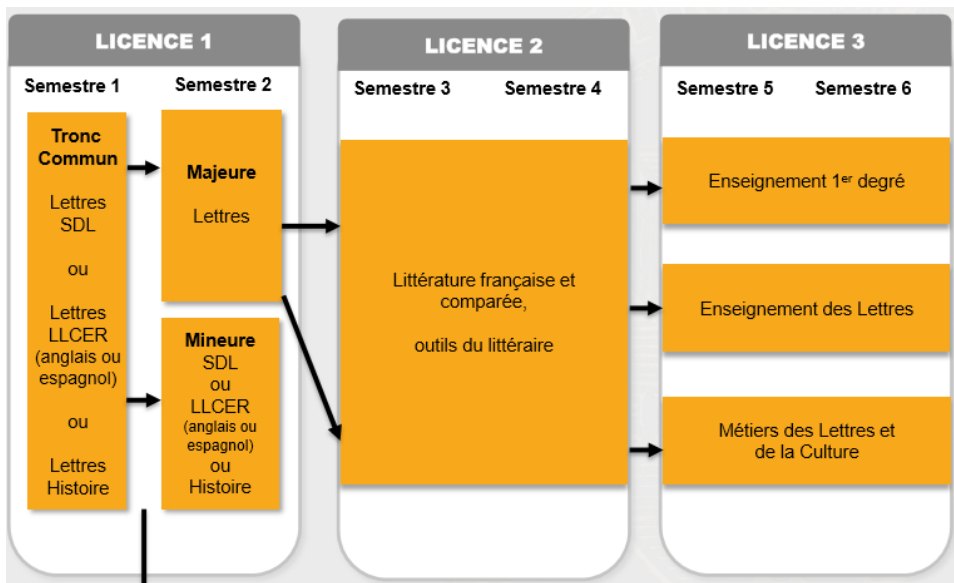 LICENCE 1
Semestre 1
Semestre 2
Tronc
Commun
Lettres
SDL
ou
Lettres
LLCER
(anglais ou
espagnol)
ou
Lettres
Histoire
Majeure
Lettres
Mineure
SDL
ou
LLCER
(anglais ou
espagnol)
ou
Histoire
LICENCE 2
Semestre 3
Semestre 4
Littérature française et
comparée,
outils du littéraire
LICENCE 3
Semestre 5
Semestre 6
Enseignement 1er degré
Enseignement des Lettres
Métiers des Lettres et
de la Culture